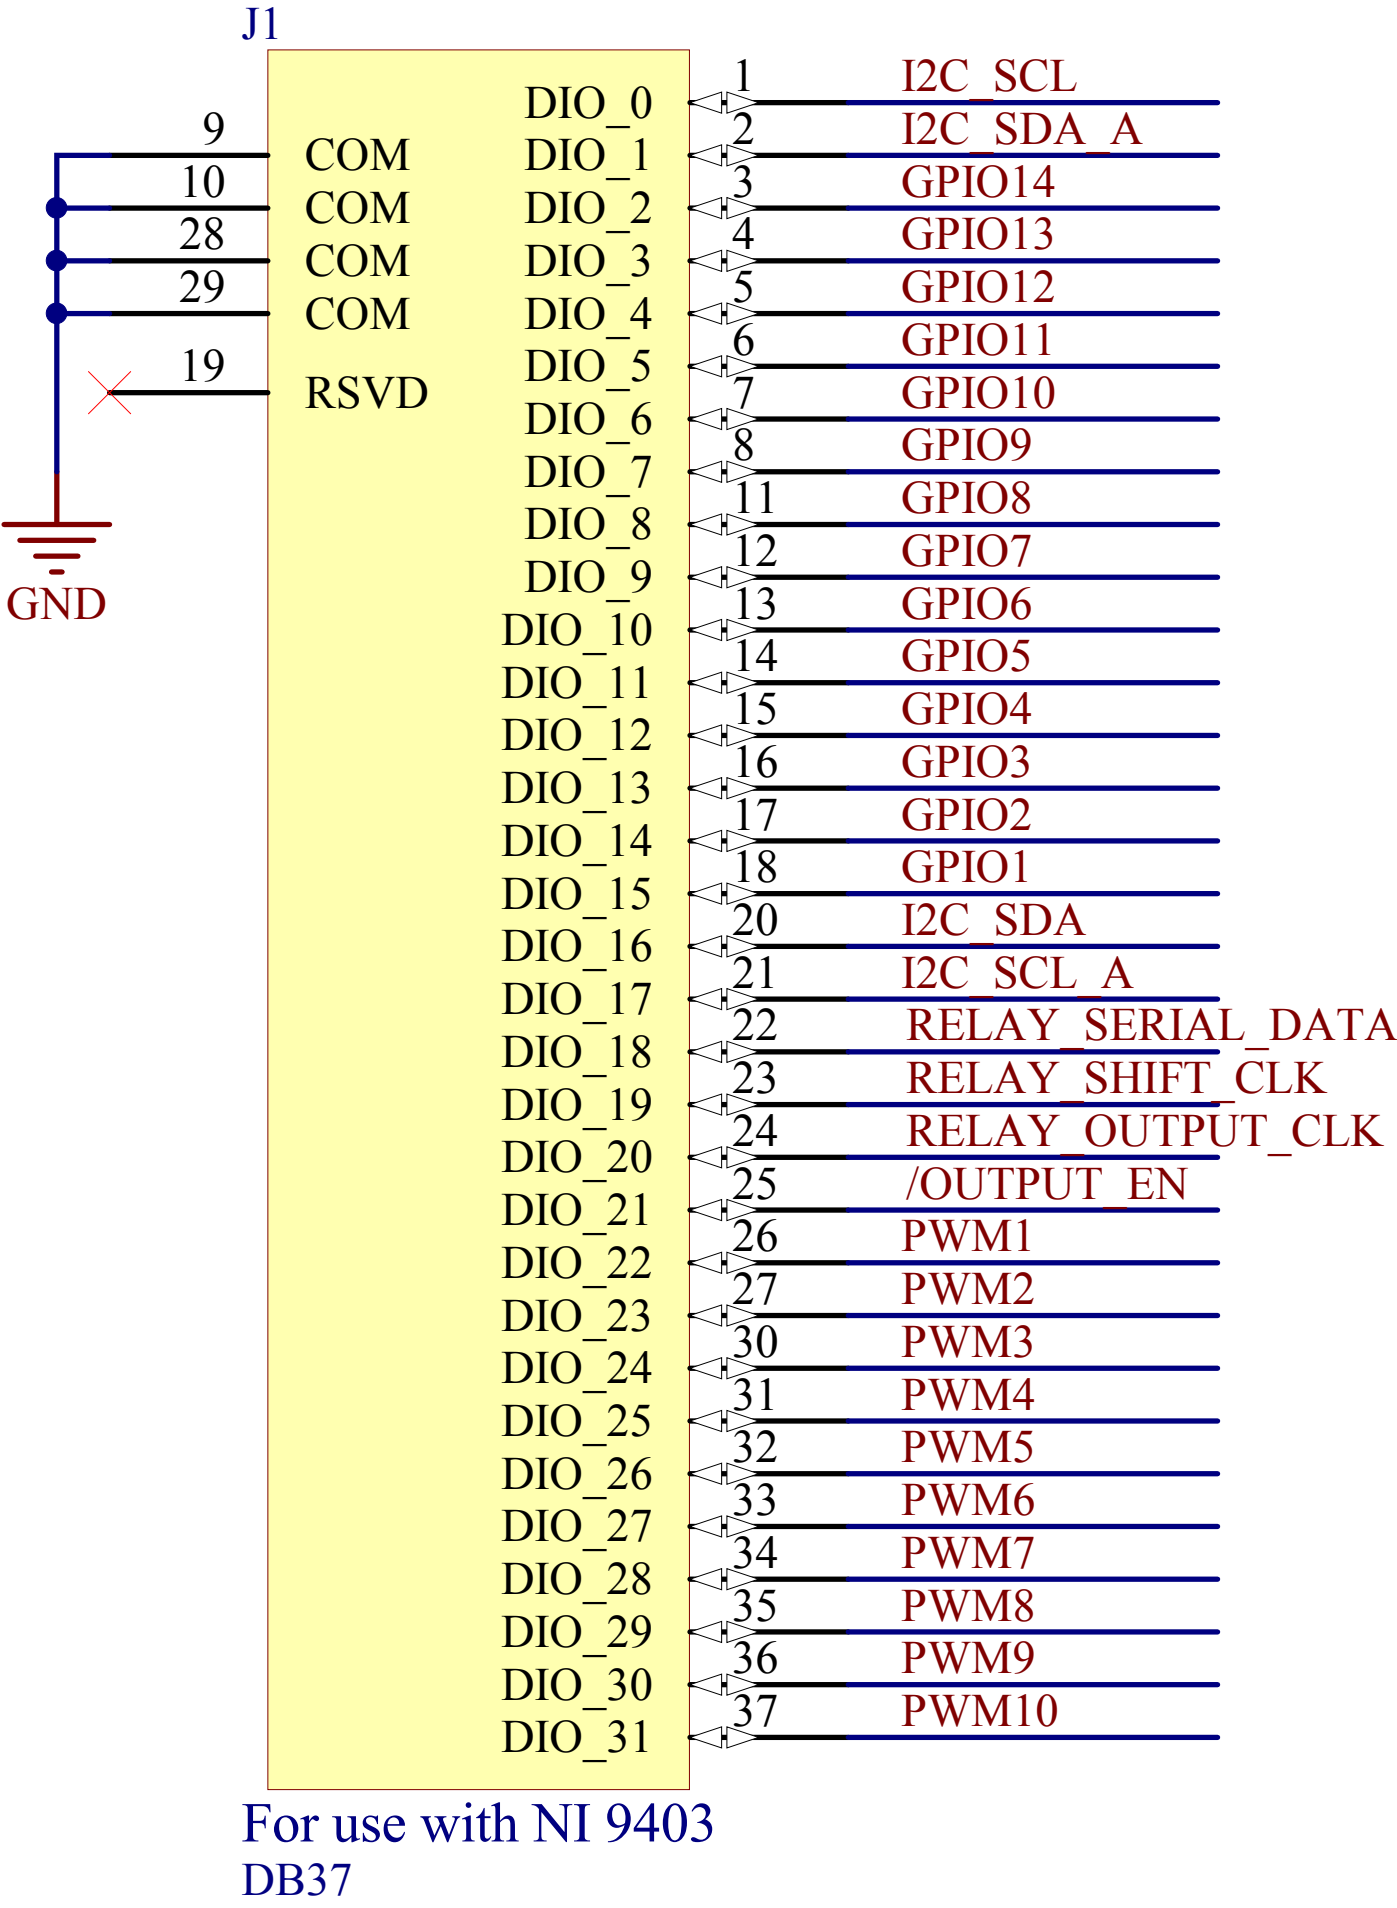 J1
9 COM
10 COM
28 COM
29 COM
19 RSVD
GND
DIO_0 1 I2C_SCL
DIO_1 2 I2C_SDA_A
DIO_2 3 GPIO14
DIO_3 4 GPIO13
DIO_4 5 GPIO12
DIO_5 6 GPIO11
DIO_6 7 GPIO10
DIO_7 8 GPIO9
DIO_8 11 GPIO8
DIO_9 12 GPIO7
DIO_10 13 GPIO6
DIO_11 14 GPIO5
DIO_12 15 GPIO4
DIO_13 16 GPIO3
DIO_14 17 GPIO2
DIO_15 18 GPIO1
DIO_16 20 I2C_SDA
DIO_17 21 I2C_SCL_A
DIO_18 22 RELAY_SERIAL_DATA
DIO_19 23 RELAY_SHIFT_CLK
DIO_20 24 RELAY_OUTPUT_CLK
DIO_21 25 /OUTPUT_EN
DIO_22 26 PWM1
DIO_23 27 PWM2
DIO_24 30 PWM3
DIO_25 31 PWM4
DIO_26 32 PWM5
DIO_27 33 PWM6
DIO_28 34 PWM7
DIO_29 35 PWM8
DIO_30 36 PWM9
DIO_31 37 PWM10
For use with NI 9403
DB37